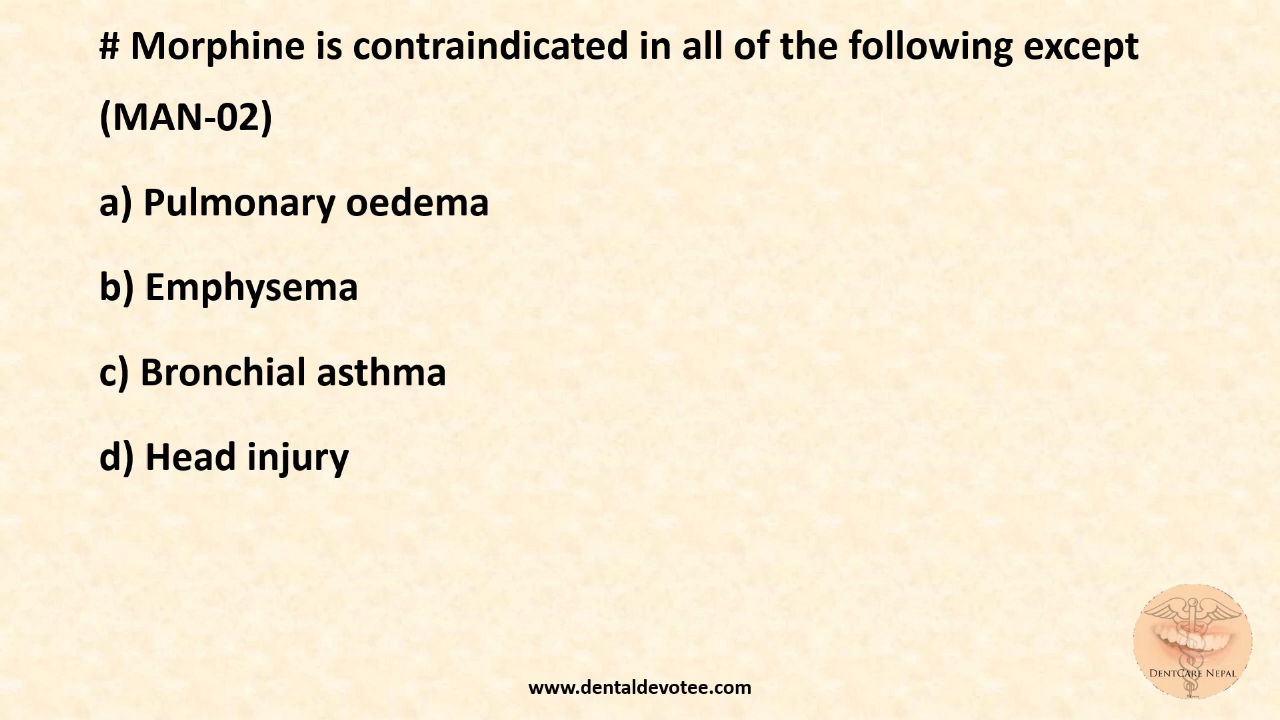 # Morphine is contraindicated in all of the following except
(MAN-02)
a) Pulmonary oedema
b) Emphysema
c) Bronchial asthma
d) Head injury
DENTCARE NEPAL
www.dentaldevotee.com